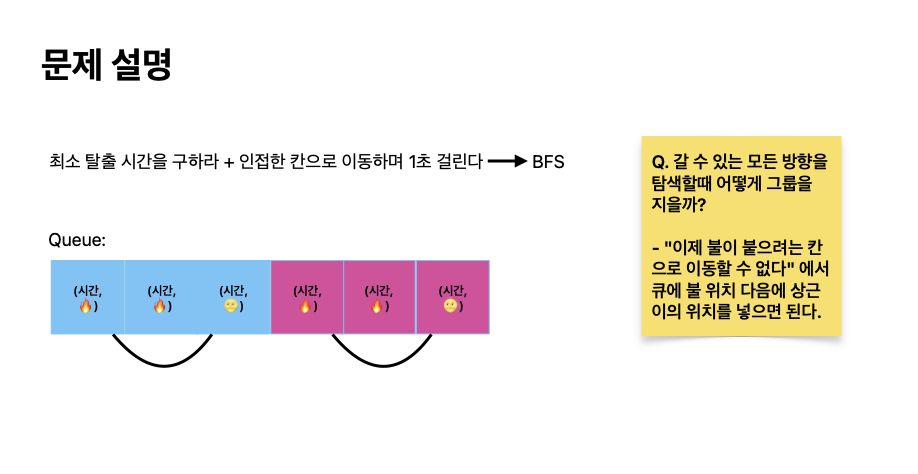 문제 설명
최소 탈출 시간을 구하라 + 인접한 칸으로 이동하며 1초 걸린다 → BFS
Queue:
(시간, 🔥) (시간, 🔥) (시간, 🌝) (시간, 🔥) (시간, 🔥) (시간, 🌝)
Q. 갈 수 있는 모든 방향을
탐색할때 어떻게 그룹을
지을까?
- "이제 불이 붙으려는 칸
으로 이동할 수 없다" 에서
큐에 불 위치 다음에 상근
이의 위치를 넣으면 된다.